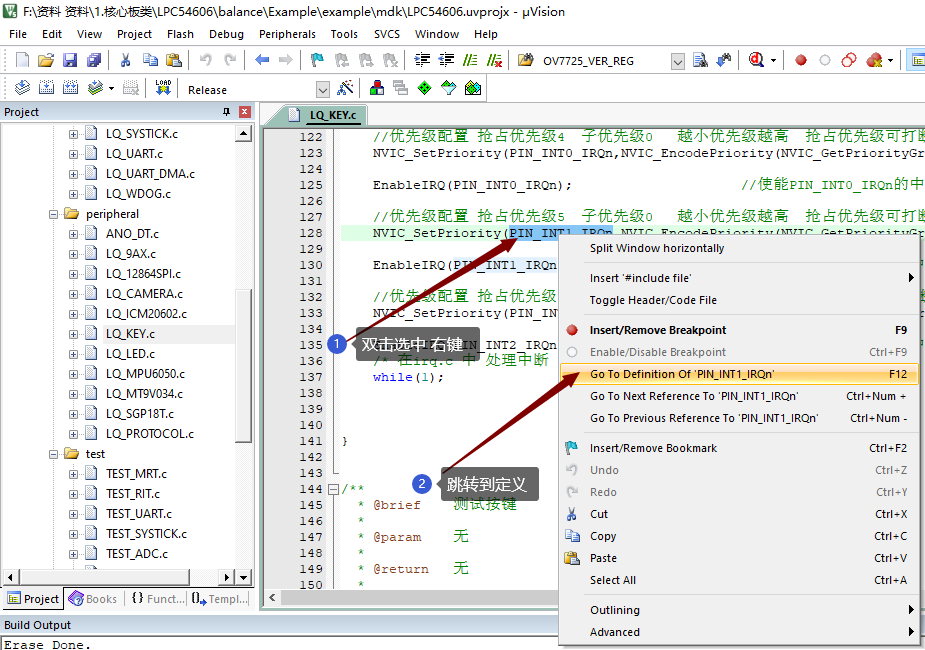 F:\资料 资料\1.核心板类\LPC54606\balance\Example\example\mdk\LPC54606.uvprojx - µVision
File Edit View Project Flash Debug Peripherals Tools SVCS Window Help
OV7725_VER_REG
LOAD
Release
Project
LQ_SYSTICK.c
LQ_UART.c
LQ_UART_DMA.c
LQ_WDOG.c
peripheral
ANO_DT.c
LQ_9AX.c
LQ_12864SPI.c
LQ_CAMERA.c
LQ_ICM20602.c
LQ_KEY.c
LQ_LED.c
LQ_MPU6050.c
LQ_MT9V034.c
LQ_SGP18T.c
LQ_PROTOCOL.c
test
TEST_MRT.c
TEST_RIT.c
TEST_UART.c
TEST_SYSTICK.c
TEST_ADC.c
Project Books {} Funct... Templ...
LQ_KEY.c
122 //优先级配置 抢占优先级4 子优先级0 越小优先级越高 抢占优先级可打断
123 NVIC_SetPriority(PIN_INT0_IRQn,NVIC_EncodePriority(NVIC_GetPriorityGr
124
125 EnableIRQ(PIN_INT0_IRQn); //使能PIN_INT0_IRQn的中
126
127 //优先级配置 抢占优先级5 子优先级0 越小优先级越高 抢占优先级可打断
128 NVIC_SetPriority(PIN_INT1_IRQn,NVIC_EncodePriority(NVIC_GetPriorityGr
129
130 EnableIRQ(PIN_INT1_IRQn
131
132 //优先级配置 抢占优先级
133 NVIC_SetPriority(PIN_INT
134
135 INT2_IRQn
136 /* 在irq.c 中 处理中断
137 while(1);
138
139
140
141 }
142
143
144 /**
145 * @brief 测试按键
146 *
147 * @param 无
148 *
149 * @return 无
150 *
1 双击选中 右键
2 跳转到定义
Split Window horizontally
Insert '#include file'
Toggle Header/Code File
Insert/Remove Breakpoint F9
Enable/Disable Breakpoint Ctrl+F9
Go To Definition Of 'PIN_INT1_IRQn' F12
Go To Next Reference To 'PIN_INT1_IRQn' Ctrl+Num +
Go To Previous Reference To 'PIN_INT1_IRQn' Ctrl+Num -
Insert/Remove Bookmark Ctrl+F2
Undo Ctrl+Z
Redo Ctrl+Y
Cut Ctrl+X
Copy Ctrl+C
Paste Ctrl+V
Select All Ctrl+A
Outlining
Advanced
Build Output
Erase Done.